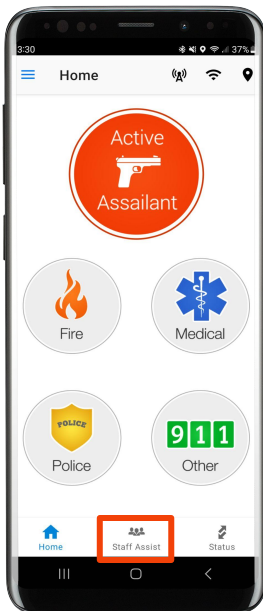 3:30 37%
Home
Active
Assailant
Fire
Medical
POLICE
Police
911
Other
Home
Staff Assist
Status